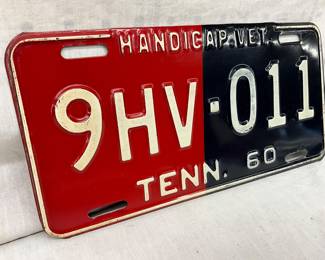 HANDICAP VET.
9HV-011
TENN. 60